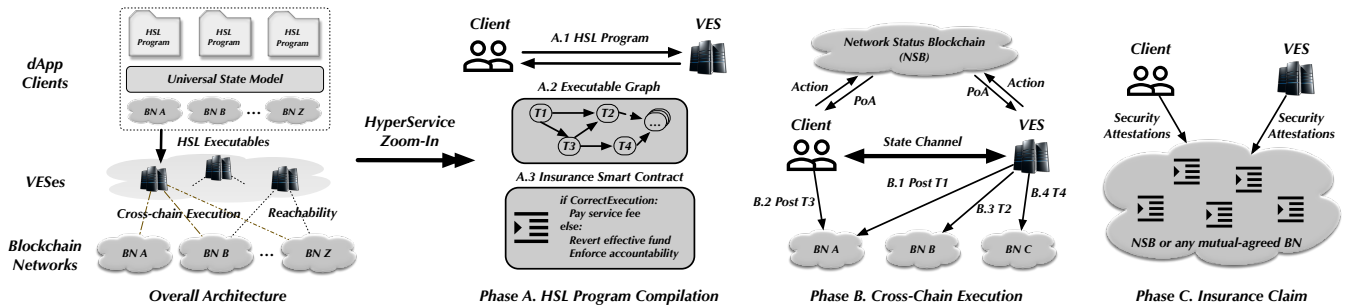 dApp
Clients
HSL
Program
HSL
Program
HSL
Program
Universal State Model
BN A
BN B
...
BN Z
HSL Executables
VESes
Cross-chain Execution
Reachability
Blockchain
Networks
BN A
BN B
...
BN Z
Overall Architecture
HyperService
Zoom-In
Client
VES
A.1 HSL Program
A.2 Executable Graph
T1
T2
...
T3
T4
A.3 Insurance Smart Contract
if CorrectExecution:
Pay service fee
else:
Revert effective fund
Enforce accountability
Phase A. HSL Program Compilation
Network Status Blockchain
(NSB)
Action
PoA
Action
PoA
Client
VES
State Channel
B.1 Post T1
B.2 Post T3
B.3 T2
B.4 T4
BN A
BN B
BN C
Phase B. Cross-Chain Execution
Client
VES
Security
Attestations
Security
Attestations
NSB or any mutual-agreed BN
Phase C. Insurance Claim